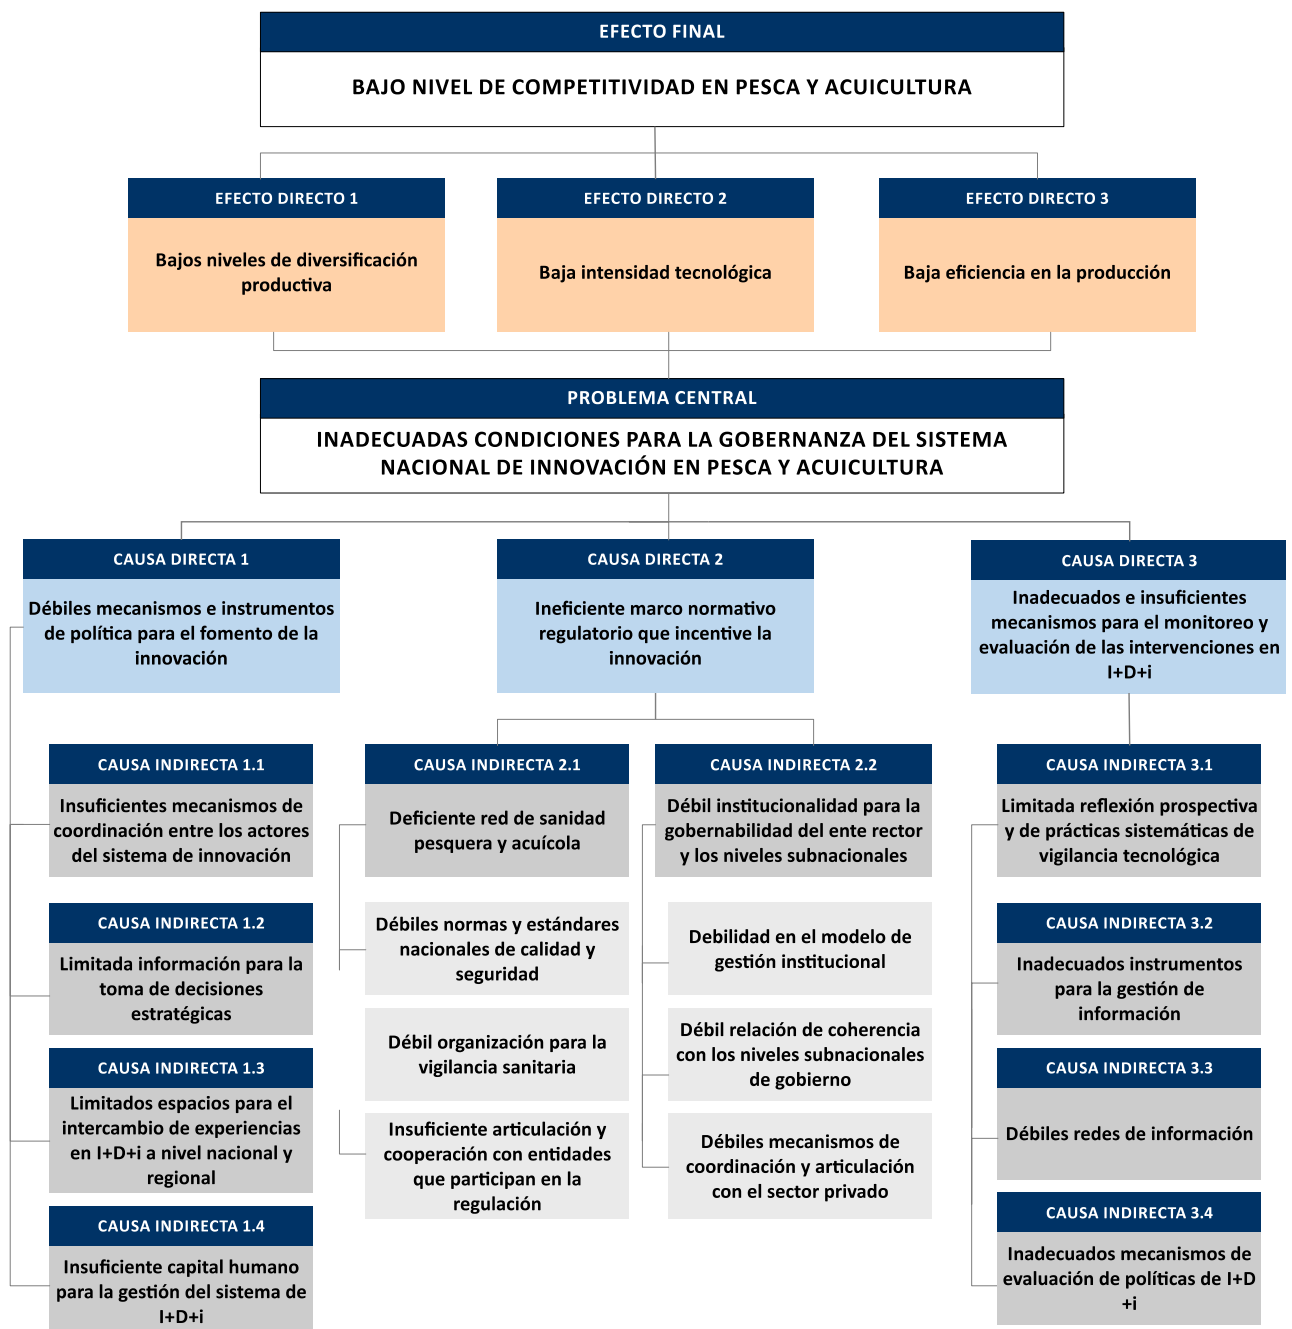 EFECTO FINAL
BAJO NIVEL DE COMPETITIVIDAD EN PESCA Y ACUICULTURA
EFECTO DIRECTO 1
Bajos niveles de diversificación
productiva
EFECTO DIRECTO 2
Baja intensidad tecnológica
EFECTO DIRECTO 3
Baja eficiencia en la producción
PROBLEMA CENTRAL
INADECUADAS CONDICIONES PARA LA GOBERNANZA DEL SISTEMA
NACIONAL DE INNOVACIÓN EN PESCA Y ACUICULTURA
CAUSA DIRECTA 1
Débiles mecanismos e instrumentos
de política para el fomento de la
innovación
CAUSA DIRECTA 2
Ineficiente marco normativo
regulatorio que incentive la
innovación
CAUSA DIRECTA 3
Inadecuados e insuficientes
mecanismos para el monitoreo y
evaluación de las intervenciones en
I+D+i
CAUSA INDIRECTA 1.1
Insuficientes mecanismos de
coordinación entre los actores
del sistema de innovación
CAUSA INDIRECTA 1.2
Limitada información para la
toma de decisiones
estratégicas
CAUSA INDIRECTA 1.3
Limitados espacios para el
intercambio de experiencias
en I+D+i a nivel nacional y
regional
CAUSA INDIRECTA 1.4
Insuficiente capital humano
para la gestión del sistema de
I+D+i
CAUSA INDIRECTA 2.1
Deficiente red de sanidad
pesquera y acuícola
Débiles normas y estándares
nacionales de calidad y
seguridad
Débil organización para la
vigilancia sanitaria
Insuficiente articulación y
cooperación con entidades
que participan en la
regulación
CAUSA INDIRECTA 2.2
Débil institucionalidad para la
gobernabilidad del ente rector
y los niveles subnacionales
Debilidad en el modelo de
gestión institucional
Débil relación de coherencia
con los niveles subnacionales
de gobierno
Débiles mecanismos de
coordinación y articulación
con el sector privado
CAUSA INDIRECTA 3.1
Limitada reflexión prospectiva
y de prácticas sistemáticas de
vigilancia tecnológica
CAUSA INDIRECTA 3.2
Inadecuados instrumentos
para la gestión de
información
CAUSA INDIRECTA 3.3
Débiles redes de información
CAUSA INDIRECTA 3.4
Inadecuados mecanismos de
evaluación de políticas de I+D
+i